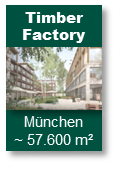 Timber
Factory
München
~ 57.600 m²